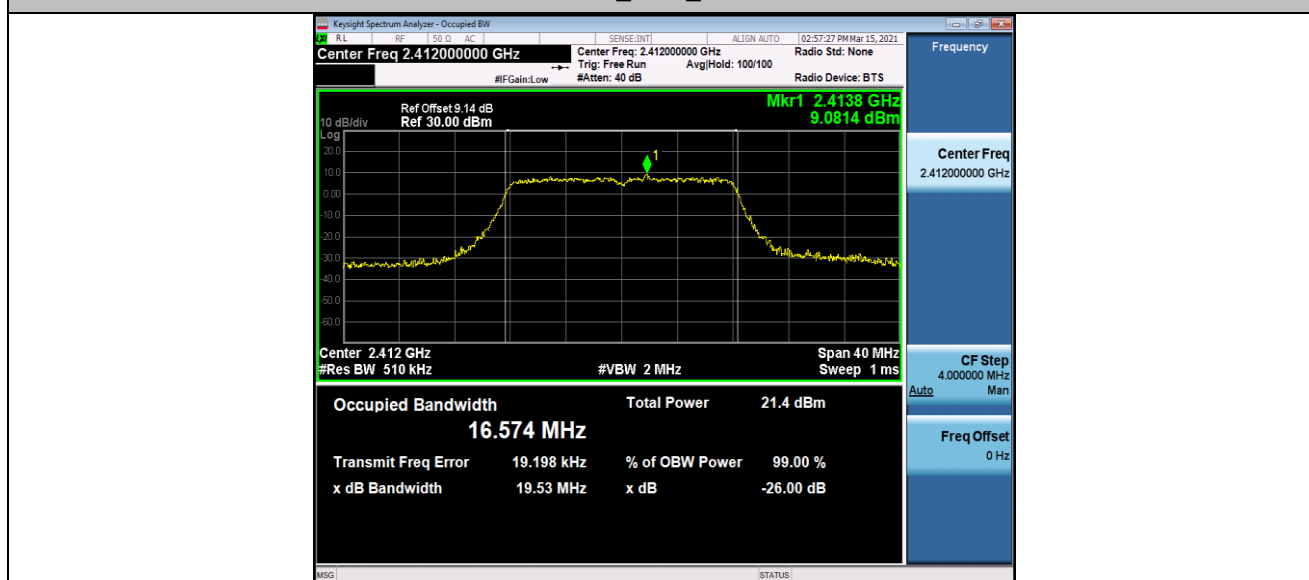 Keysight Spectrum Analyzer - Occupied BW
RL RF 50 Ω AC SENSE:INT ALIGN AUTO 02:57:27 PM Mar 15, 2021
Center Freq 2.412000000 GHz
Center Freq: 2.412000000 GHz
Radio Std: None
Trig: Free Run
Avg|Hold: 100/100
#IFGain:Low
#Atten: 40 dB
Radio Device: BTS
Frequency
Mkr1 2.4138 GHz
9.0814 dBm
Ref Offset 9.14 dB
10 dB/div
Ref 30.00 dBm
Log
20.0
10.0
0.00
-10.0
-20.0
-30.0
-40.0
-50.0
-60.0
1
Center 2.412 GHz
Span 40 MHz
#Res BW 510 kHz
#VBW 2 MHz
Sweep 1 ms
Occupied Bandwidth
16.574 MHz
Total Power 21.4 dBm
Transmit Freq Error 19.198 kHz
% of OBW Power 99.00 %
x dB Bandwidth 19.53 MHz
x dB -26.00 dB
Center Freq
2.412000000 GHz
CF Step
4.000000 MHz
Auto Man
Freq Offset
0 Hz
MSG
STATUS